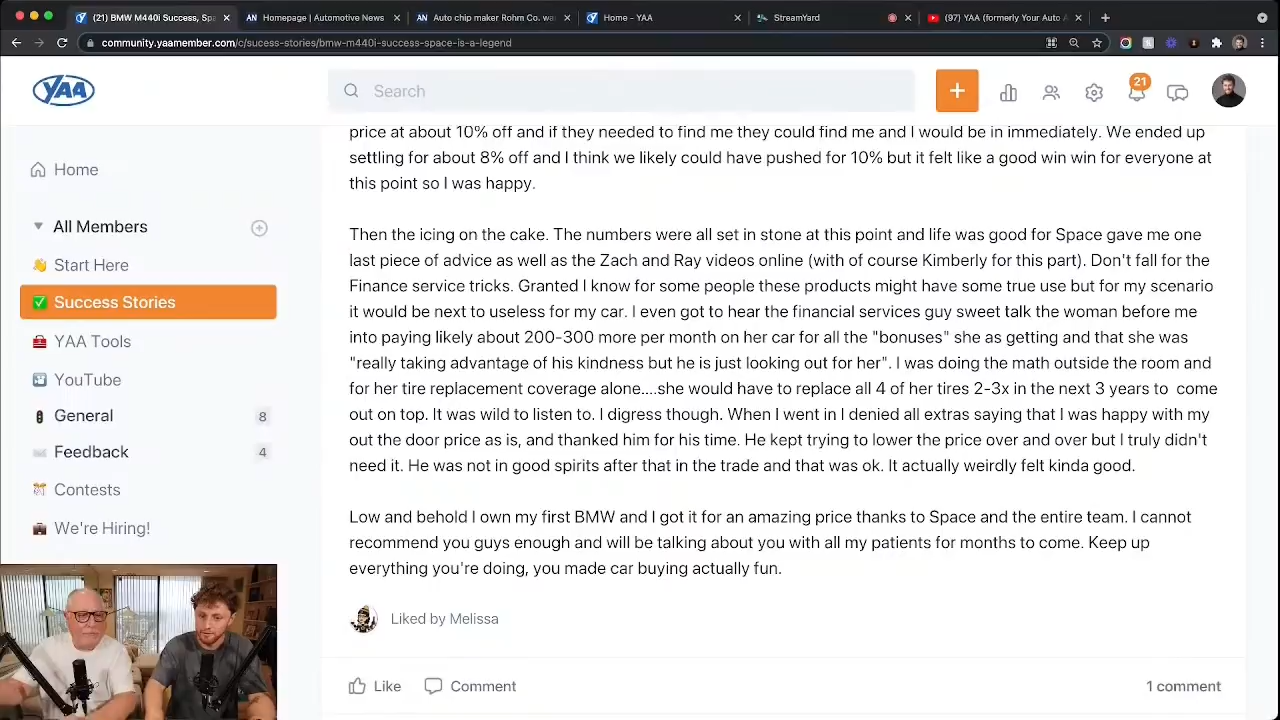 (21) BMW M440i Success, Spa
Homepage | Automotive News
Auto chip maker Rohm Co. wa
Home - YAA
StreamYard
(97) YAA (formerly Your Auto A
community.yaamember.com/c/sucess-stories/bmw-m440i-success-space-is-a-legend
YAA
Search
21
Home
All Members
Start Here
Success Stories
YAA Tools
YouTube
General 8
Feedback 4
Contests
We're Hiring!
price at about 10% off and if they needed to find me they could find me and I would be in immediately. We ended up
settling for about 8% off and I think we likely could have pushed for 10% but it felt like a good win win for everyone at
this point so I was happy.
Then the icing on the cake. The numbers were all set in stone at this point and life was good for Space gave me one
last piece of advice as well as the Zach and Ray videos online (with of course Kimberly for this part). Don't fall for the
Finance service tricks. Granted I know for some people these products might have some true use but for my scenario
it would be next to useless for my car. I even got to hear the financial services guy sweet talk the woman before me
into paying likely about 200-300 more per month on her car for all the "bonuses" she as getting and that she was
"really taking advantage of his kindness but he is just looking out for her". I was doing the math outside the room and
for her tire replacement coverage alone....she would have to replace all 4 of her tires 2-3x in the next 3 years to come
out on top. It was wild to listen to. I digress though. When I went in I denied all extras saying that I was happy with my
out the door price as is, and thanked him for his time. He kept trying to lower the price over and over but I truly didn't
need it. He was not in good spirits after that in the trade and that was ok. It actually weirdly felt kinda good.
Low and behold I own my first BMW and I got it for an amazing price thanks to Space and the entire team. I cannot
recommend you guys enough and will be talking about you with all my patients for months to come. Keep up
everything you're doing, you made car buying actually fun.
Liked by Melissa
Like
Comment
1 comment